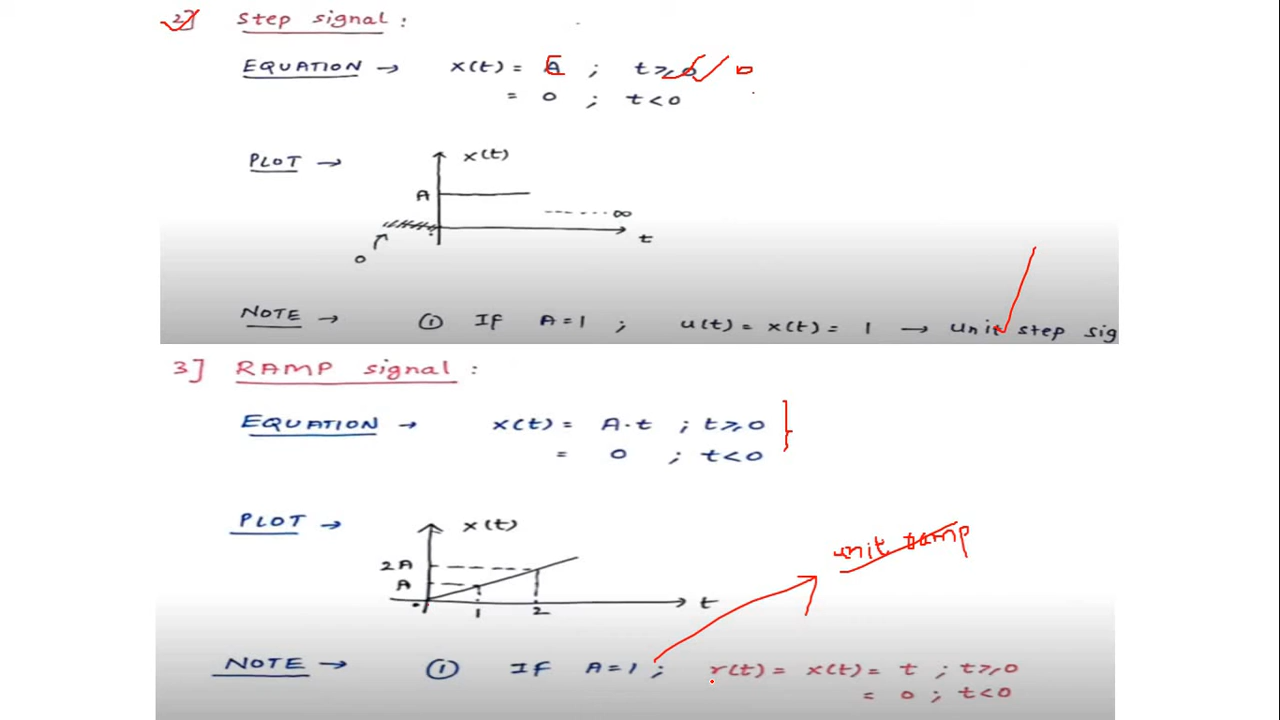 2] Step signal :
EQUATION → x(t) = A ; t ≥ 0
= 0 ; t < 0
PLOT → x(t)
A
∞
t
0
NOTE → ① If A = 1 ; u(t) = x(t) = 1 → unit step sig
3] RAMP signal :
EQUATION → x(t) = A·t ; t ≥ 0
= 0 ; t < 0
PLOT → x(t)
unit ramp
2A
A
t
1 2
NOTE → ① If A = 1 ; r(t) = x(t) = t ; t ≥ 0
= 0 ; t < 0